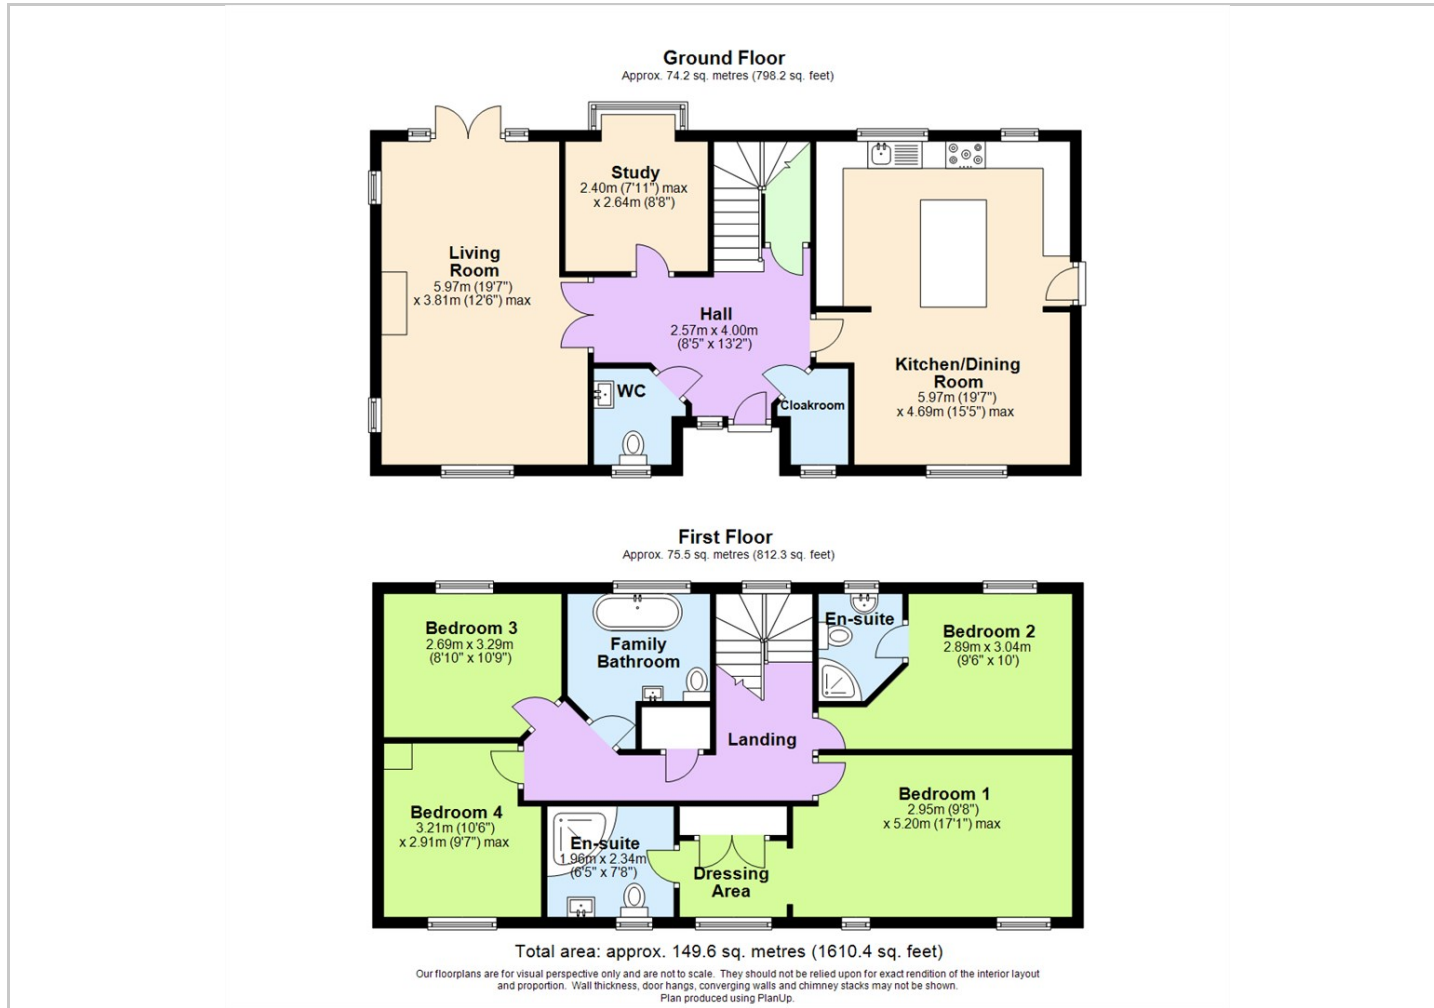 Ground Floor
Approx. 74.2 sq. metres (798.2 sq. feet)
Study
2.40m (7'11") max
x 2.64m (8'8")
Living
Room
5.97m (19'7")
x 3.81m (12'6") max
Hall
2.57m x 4.00m
(8'5" x 13'2")
Kitchen/Dining
Room
5.97m (19'7")
x 4.69m (15'5") max
WC
Cloakroom
First Floor
Approx. 75.5 sq. metres (812.3 sq. feet)
Bedroom 3
2.69m x 3.29m
(8'10" x 10'9")
Family
Bathroom
En-suite
Bedroom 2
2.89m x 3.04m
(9'6" x 10')
Landing
Bedroom 4
3.21m (10'6")
x 2.91m (9'7") max
En-suite
1.96m x 2.34m
(6'5" x 7'8")
Dressing
Area
Bedroom 1
2.95m (9'8")
x 5.20m (17'1") max
Total area: approx. 149.6 sq. metres (1610.4 sq. feet)
Our floorplans are for visual perspective only and are not to scale. They should not be relied upon for exact rendition of the interior layout
and proportion. Wall thickness, door hangs, converging walls and chimney stacks may not be shown.
Plan produced using PlanUp.